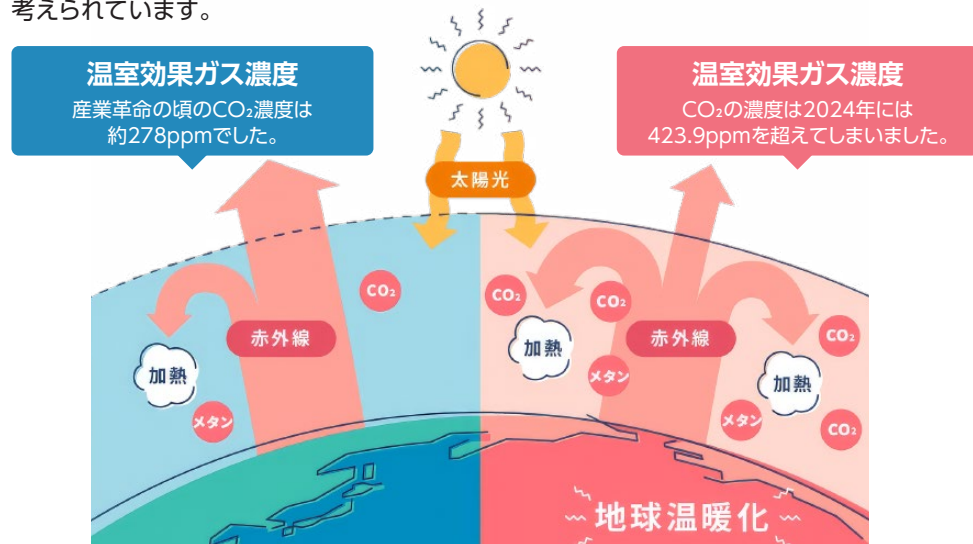 考えられています。
温室効果ガス濃度
産業革命の頃のCO₂濃度は
約278ppmでした。
温室効果ガス濃度
CO₂の濃度は2024年には
423.9ppmを超えてしまいました。
太陽光
CO₂
CO₂
CO₂
赤外線
赤外線
CO₂
加熱
加熱
加熱
メタン
メタン
メタン
CO₂
地球温暖化